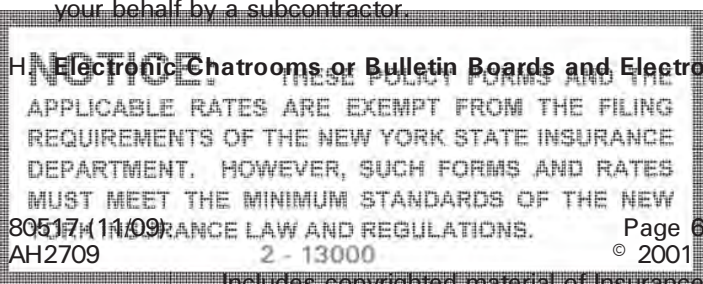 your behalf by a subcontractor.
H. Electronic Chatrooms or Bulletin Boards and Electro
NOTICE: THESE POLICY FORMS AND THE
APPLICABLE RATES ARE EXEMPT FROM THE FILING
REQUIREMENTS OF THE NEW YORK STATE INSURANCE
DEPARTMENT. HOWEVER, SUCH FORMS AND RATES
MUST MEET THE MINIMUM STANDARDS OF THE NEW
YORK INSURANCE LAW AND REGULATIONS.
80517 (11/09) Page 6
AH2709 2 - 13000 © 2001
Includes copyrighted material of Insurance